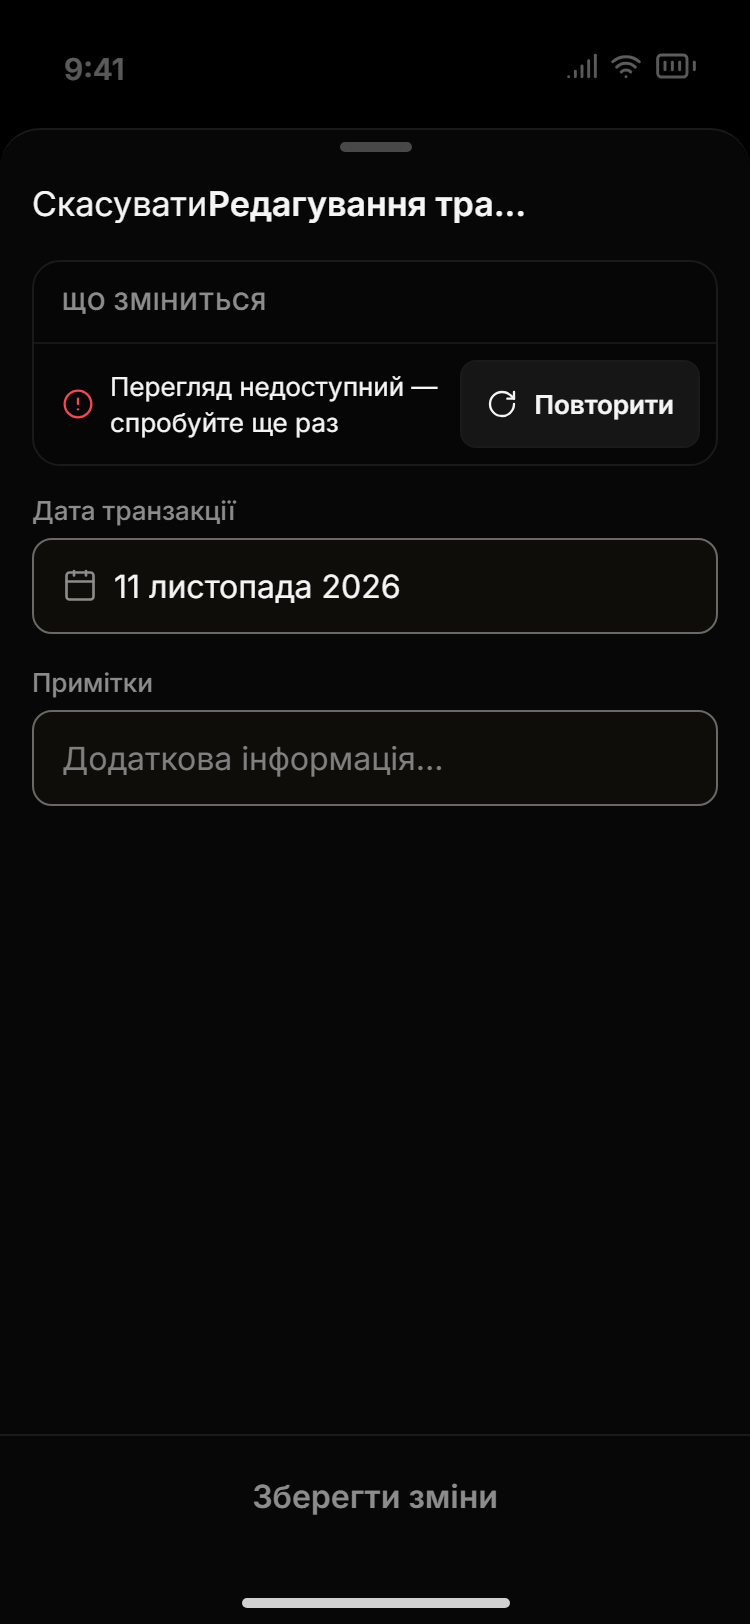 9:41
СкасуватиРедагування тра...
ЩО ЗМІНИТЬСЯ
Перегляд недоступний —
спробуйте ще раз
Повторити
Дата транзакції
11 листопада 2026
Примітки
Додаткова інформація...
Зберегти зміни